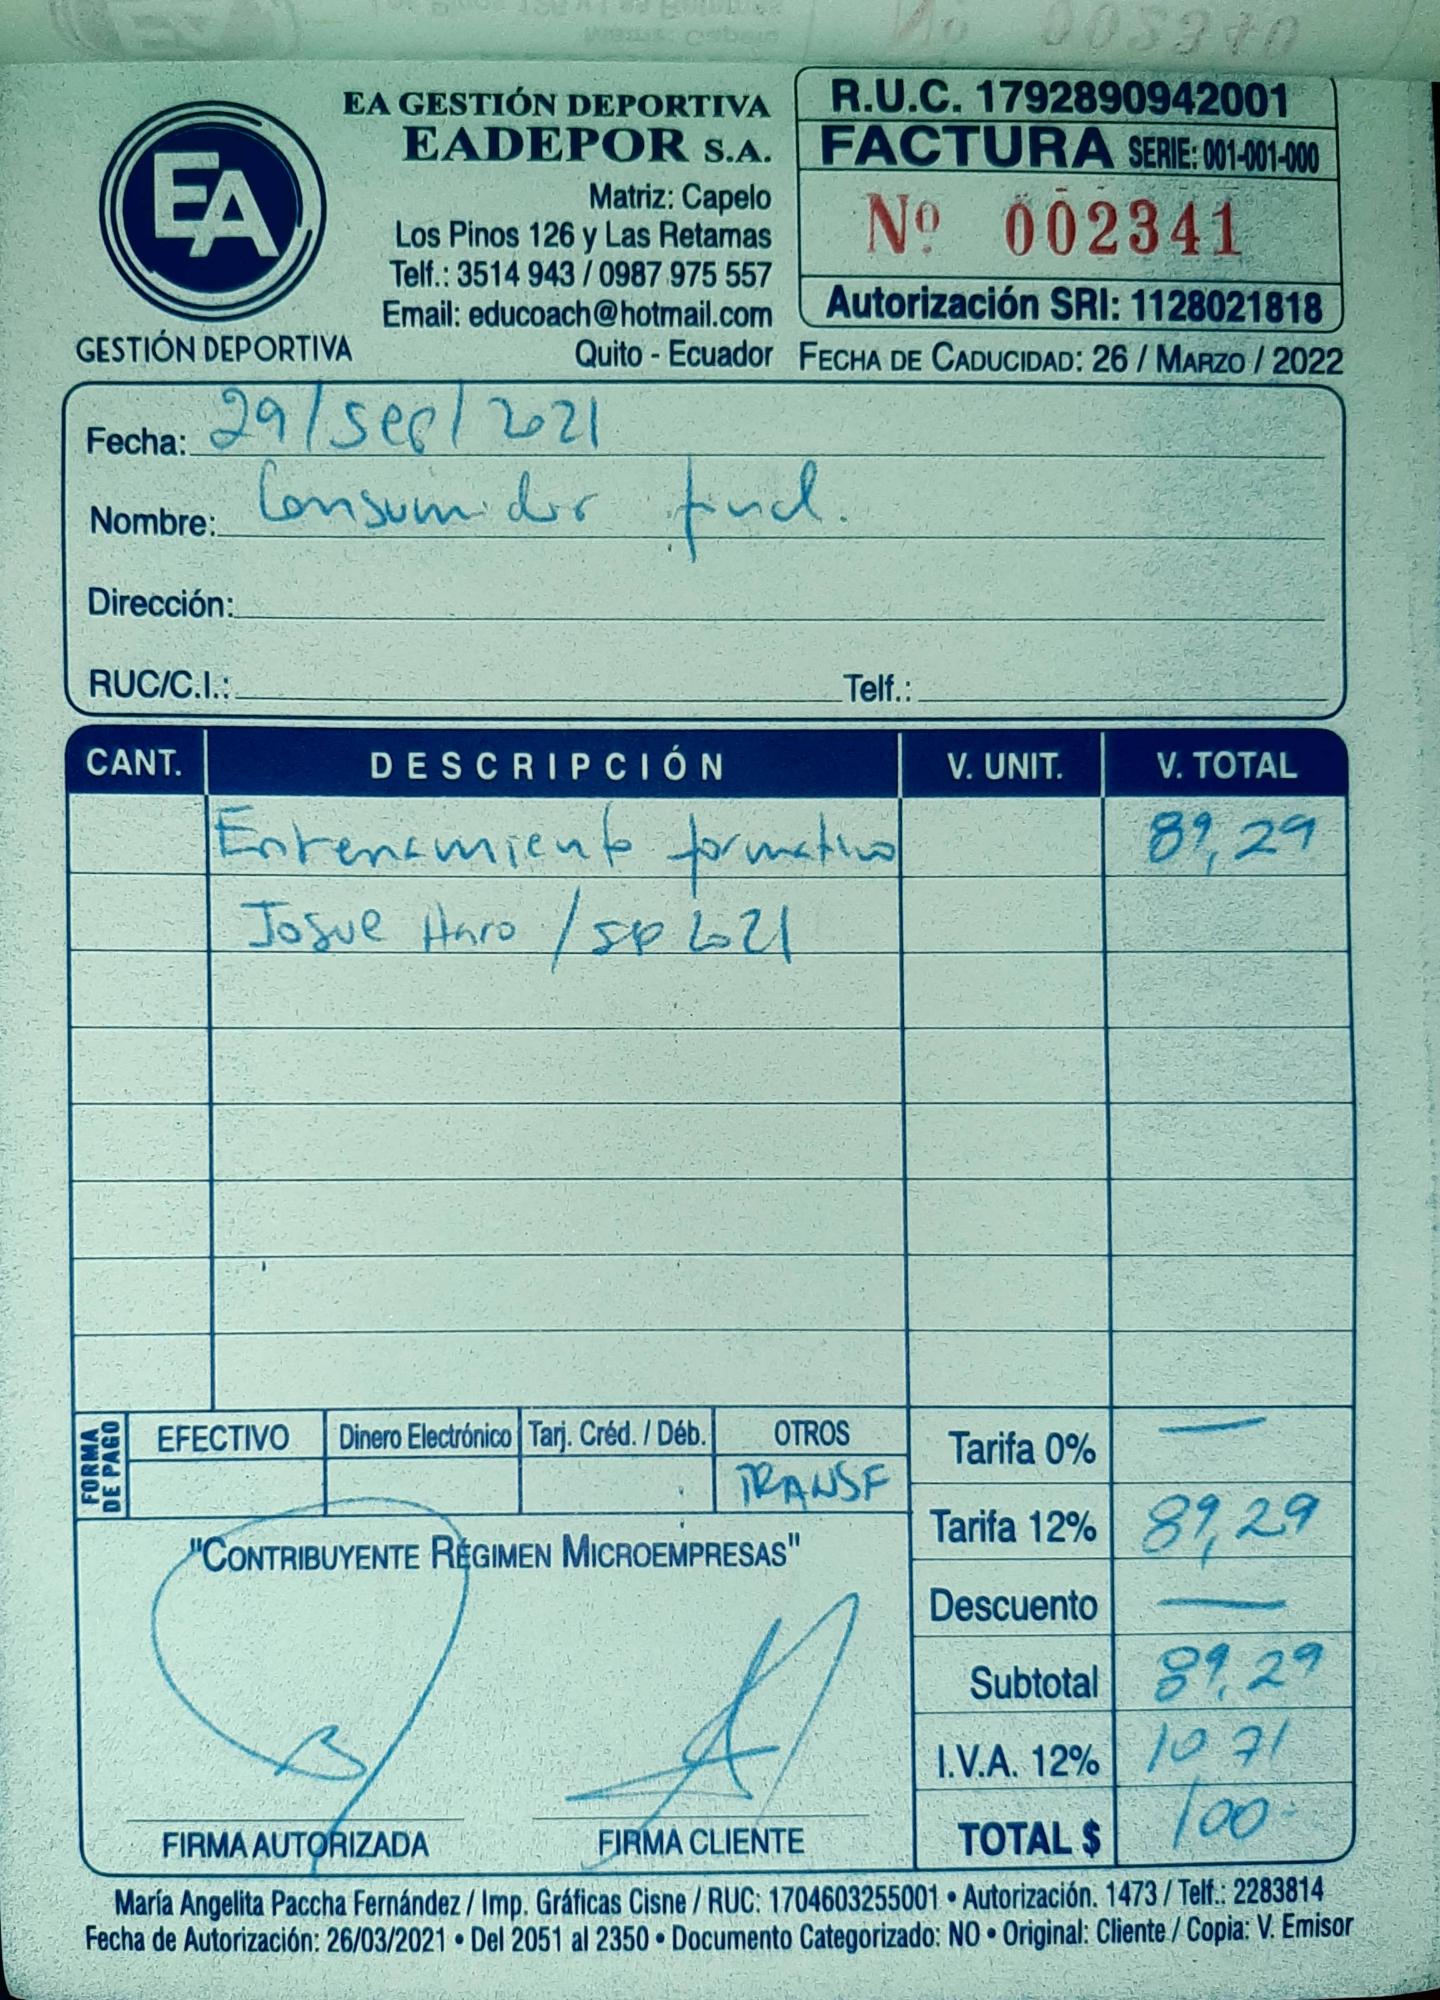 Nº 002340
EA GESTIÓN DEPORTIVA
EADEPOR S.A.
Matriz: Capelo
Los Pinos 126 y Las Retamas
Telf.: 3514 943 / 0987 975 557
Email: educoach@hotmail.com
Quito - Ecuador
EA
GESTIÓN DEPORTIVA
R.U.C. 1792890942001
FACTURA SERIE: 001-001-000
Nº 002341
Autorización SRI: 1128021818
FECHA DE CADUCIDAD: 26 / MARZO / 2022
Fecha: 29/sep/2021
Nombre: Consumidor final.
Dirección:
RUC/C.I.: Telf.:
CANT. DESCRIPCIÓN V. UNIT. V. TOTAL
Entrenamiento formativo 89,29
Josue Haro / sep 2021
FORMA DE PAGO
EFECTIVO Dinero Electrónico Tarj. Créd. / Déb. OTROS
TRANSF
Tarifa 0% —
Tarifa 12% 89,29
Descuento —
Subtotal 89,29
I.V.A. 12% 10 71
TOTAL $ 100-
"CONTRIBUYENTE RÉGIMEN MICROEMPRESAS"
FIRMA AUTORIZADA FIRMA CLIENTE
María Angelita Paccha Fernández / Imp. Gráficas Cisne / RUC: 1704603255001 • Autorización. 1473 / Telf.: 2283814
Fecha de Autorización: 26/03/2021 • Del 2051 al 2350 • Documento Categorizado: NO • Original: Cliente / Copia: V. Emisor